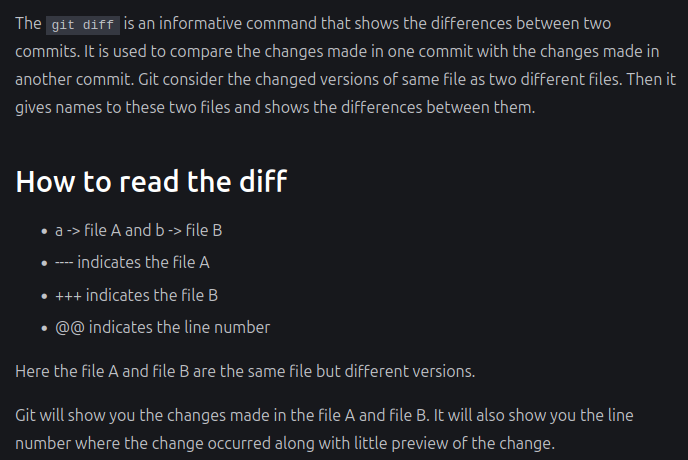 The git diff is an informative command that shows the differences between two
commits. It is used to compare the changes made in one commit with the changes made in
another commit. Git consider the changed versions of same file as two different files. Then it
gives names to these two files and shows the differences between them.
How to read the diff
• a -> file A and b -> file B
• ---- indicates the file A
• +++ indicates the file B
• @@ indicates the line number
Here the file A and file B are the same file but different versions.
Git will show you the changes made in the file A and file B. It will also show you the line
number where the change occurred along with little preview of the change.